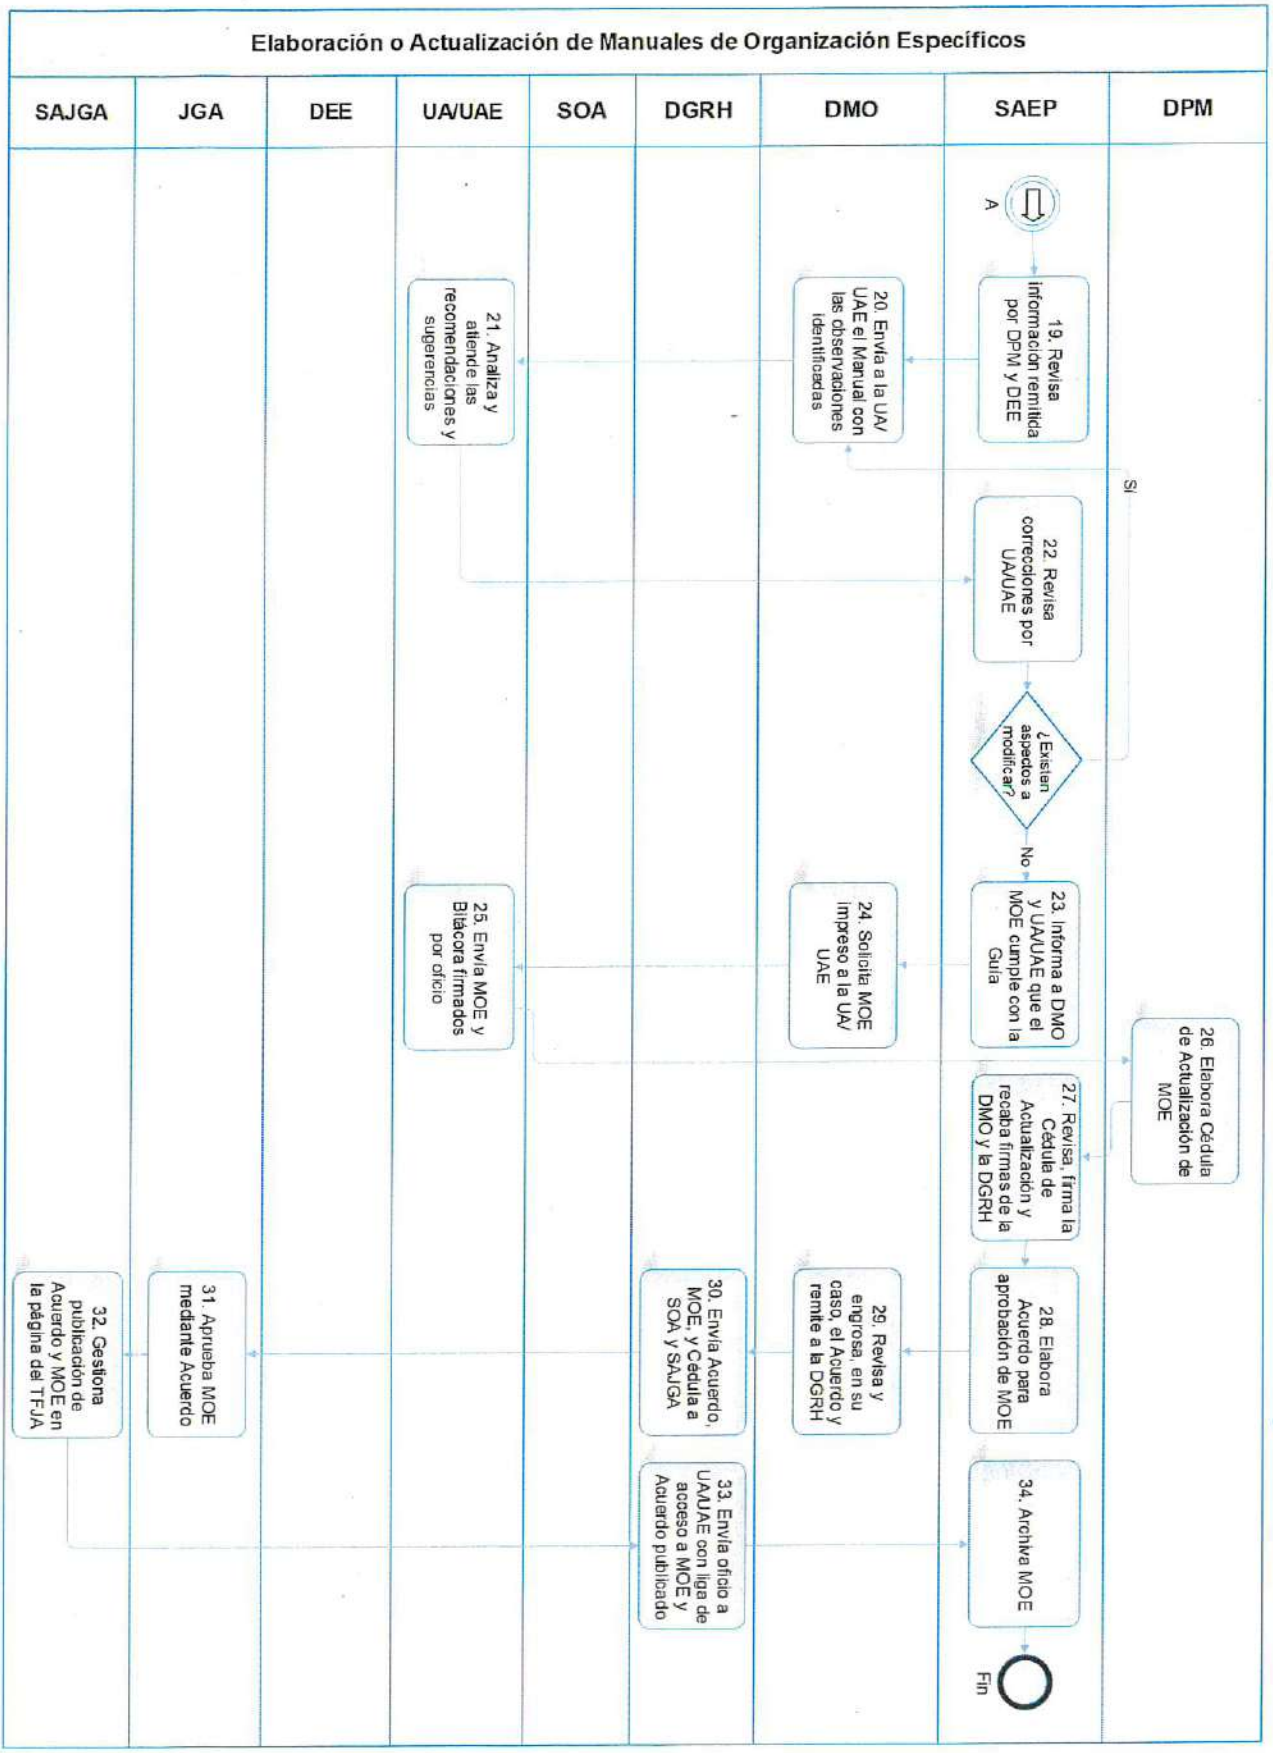 Elaboración o Actualización de Manuales de Organización Específicos
SAJGA
JGA
DEE
UA/UAE
SOA
DGRH
DMO
SAEP
DPM
A
19. Revisa
información remitida
por DPM y DEE
20. Envía a la UA/
UAE el Manual con
las observaciones
identificadas
21. Analiza y
atiende las
recomendaciones y
sugerencias
22. Revisa
correcciones por
UA/UAE
¿Existen
aspectos a
modificar?
Sí
No
23. Informa a DMO
y UA/UAE que el
MOE cumple con la
Guía
24. Solicita MOE
impreso a la UA/
UAE
25. Envía MOE y
Bitácora firmados
por oficio
26. Elabora Cédula
de Actualización de
MOE
27. Revisa, firma la
Cédula de
Actualización y
recaba firmas de la
DMO y la DGRH
28. Elabora
Acuerdo para
aprobación de MOE
29. Revisa y
engrosa, en su
caso, el Acuerdo y
remite a la DGRH
30. Envía Acuerdo,
MOE, y Cédula a
SOA y SAJGA
31. Aprueba MOE
mediante Acuerdo
32. Gestiona
publicación de
Acuerdo y MOE en
la página del TFJA
33. Envía oficio a
UA/UAE con liga de
acceso a MOE y
Acuerdo publicado
34. Archiva MOE
Fin